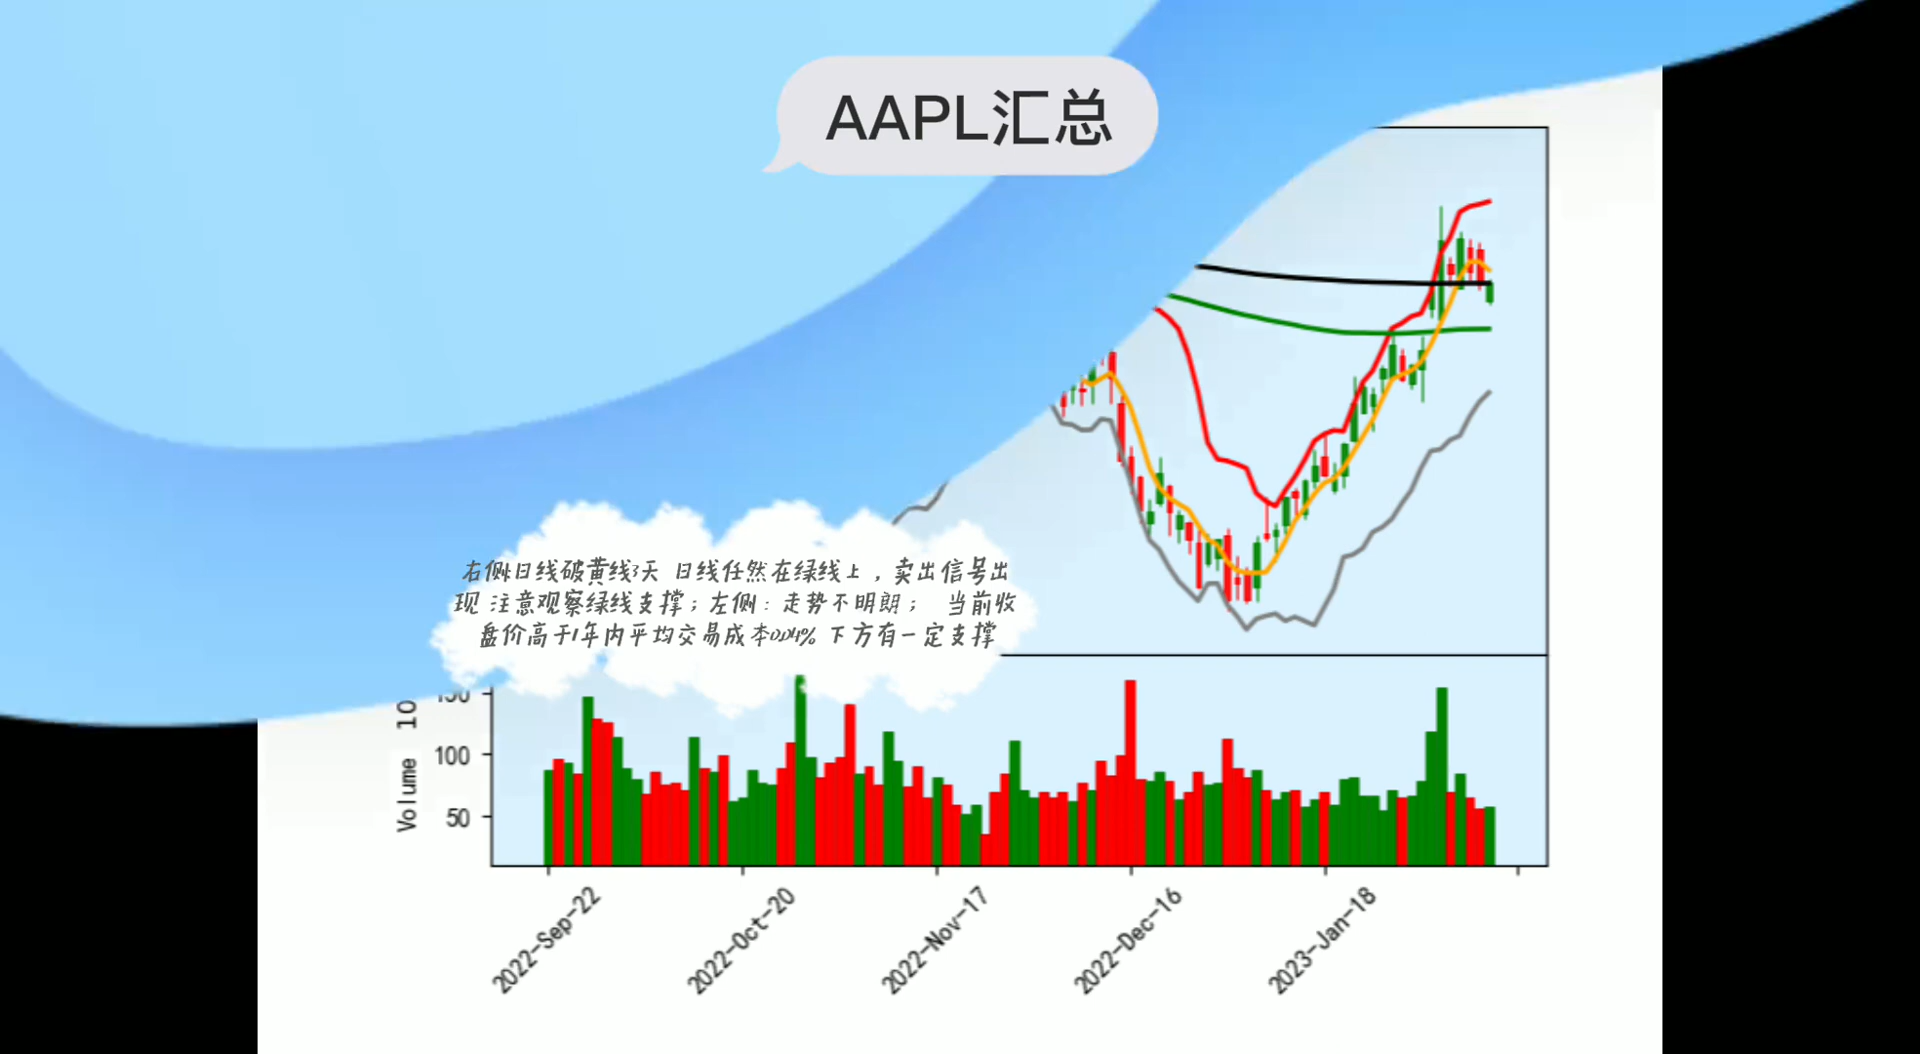 AAPL汇总
右侧:日线破黄线3天 日线任然在绿线上，卖出信号出
现 注意观察绿线支撑；左侧：走势不明朗； 当前收
盘价高于1年内平均交易成本0.04% 下方有一定支撑
150
100
50
Volume 10
2022-Sep-22
2022-Oct-20
2022-Nov-17
2022-Dec-16
2023-Jan-18